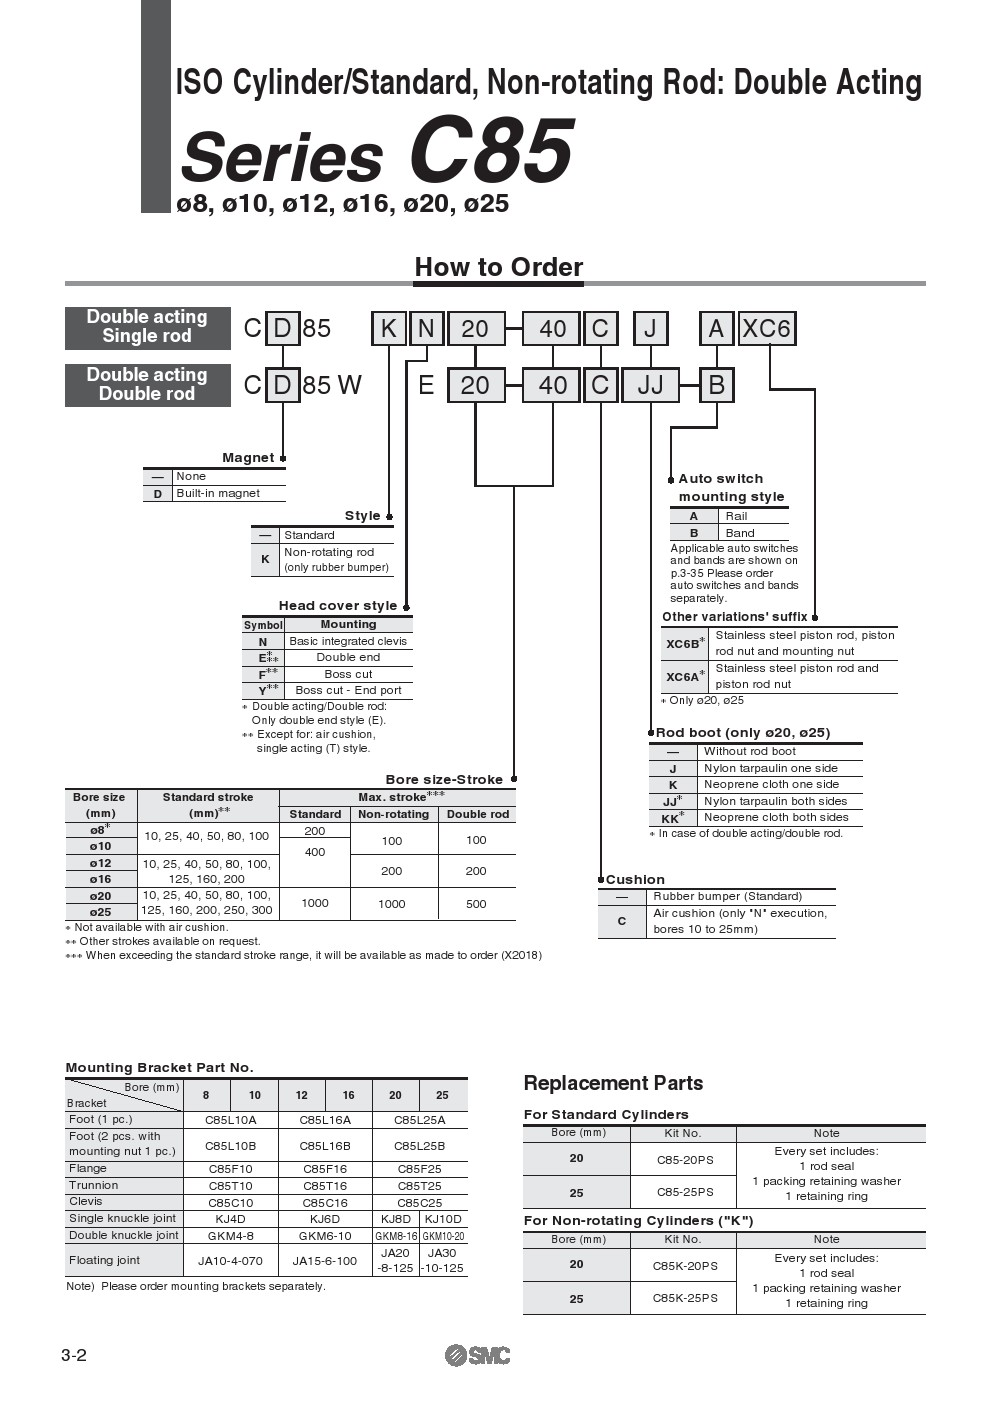 ISO Cylinder/Standard, Non-rotating Rod: Double Acting
Series C85
ø8, ø10, ø12, ø16, ø20, ø25
How to Order
Double acting
Single rod
C D 85 K N 20 - 40 C J A XC6
Double acting
Double rod
C D 85 W E 20 - 40 C JJ - B
Magnet
— None
D Built-in magnet
Style
— Standard
K Non-rotating rod
(only rubber bumper)
Head cover style
Symbol Mounting
N Basic integrated clevis
E* ** Double end
F** Boss cut
Y** Boss cut - End port
* Double acting/Double rod:
Only double end style (E).
** Except for: air cushion,
single acting (T) style.
Auto switch
mounting style
A Rail
B Band
Applicable auto switches
and bands are shown on
p.3-35 Please order
auto switches and bands
separately.
Other variations' suffix
XC6B* Stainless steel piston rod, piston
rod nut and mounting nut
XC6A* Stainless steel piston rod and
piston rod nut
* Only ø20, ø25
Rod boot (only ø20, ø25)
— Without rod boot
J Nylon tarpaulin one side
K Neoprene cloth one side
JJ* Nylon tarpaulin both sides
KK* Neoprene cloth both sides
* In case of double acting/double rod.
Bore size-Stroke
Bore size
(mm)
Standard stroke
(mm)**
Max. stroke***
Standard Non-rotating Double rod
ø8* 10, 25, 40, 50, 80, 100 200 100 100
ø10 400
ø12 10, 25, 40, 50, 80, 100,
ø16 125, 160, 200 200 200
ø20 10, 25, 40, 50, 80, 100, 1000 1000 500
ø25 125, 160, 200, 250, 300
* Not available with air cushion.
** Other strokes available on request.
*** When exceeding the standard stroke range, it will be available as made to order (X2018)
Cushion
— Rubber bumper (Standard)
C Air cushion (only "N" execution,
bores 10 to 25mm)
Mounting Bracket Part No.
Bore (mm)
Bracket
8 10 12 16 20 25
Foot (1 pc.) C85L10A C85L16A C85L25A
Foot (2 pcs. with
mounting nut 1 pc.) C85L10B C85L16B C85L25B
Flange C85F10 C85F16 C85F25
Trunnion C85T10 C85T16 C85T25
Clevis C85C10 C85C16 C85C25
Single knuckle joint KJ4D KJ6D KJ8D KJ10D
Double knuckle joint GKM4-8 GKM6-10 GKM8-16 GKM10-20
Floating joint JA10-4-070 JA15-6-100 JA20 -8-125 JA30 -10-125
Note) Please order mounting brackets separately.
Replacement Parts
For Standard Cylinders
Bore (mm) Kit No. Note
20 C85-20PS
25 C85-25PS
Every set includes:
1 rod seal
1 packing retaining washer
1 retaining ring
For Non-rotating Cylinders ("K")
Bore (mm) Kit No. Note
20 C85K-20PS
25 C85K-25PS
Every set includes:
1 rod seal
1 packing retaining washer
1 retaining ring
3-2
SMC